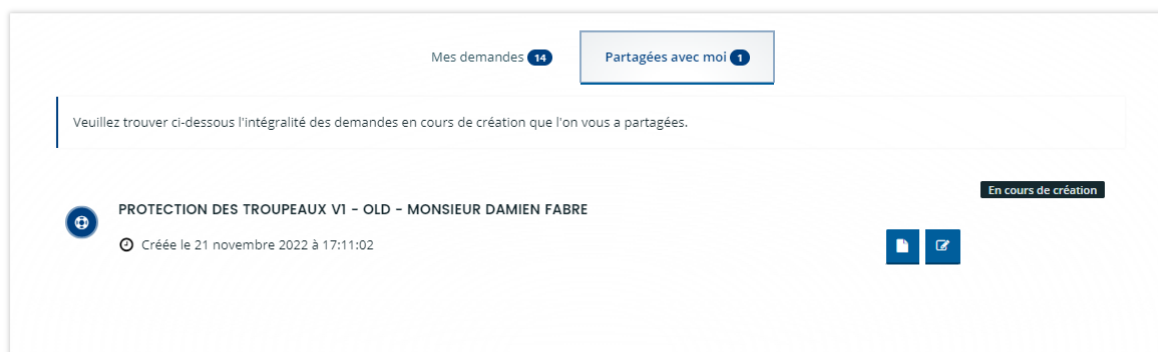 Mes demandes 14
Partagées avec moi 1
Veuillez trouver ci-dessous l'intégralité des demandes en cours de création que l'on vous a partagées.
En cours de création
PROTECTION DES TROUPEAUX V1 - OLD - MONSIEUR DAMIEN FABRE
Créée le 21 novembre 2022 à 17:11:02